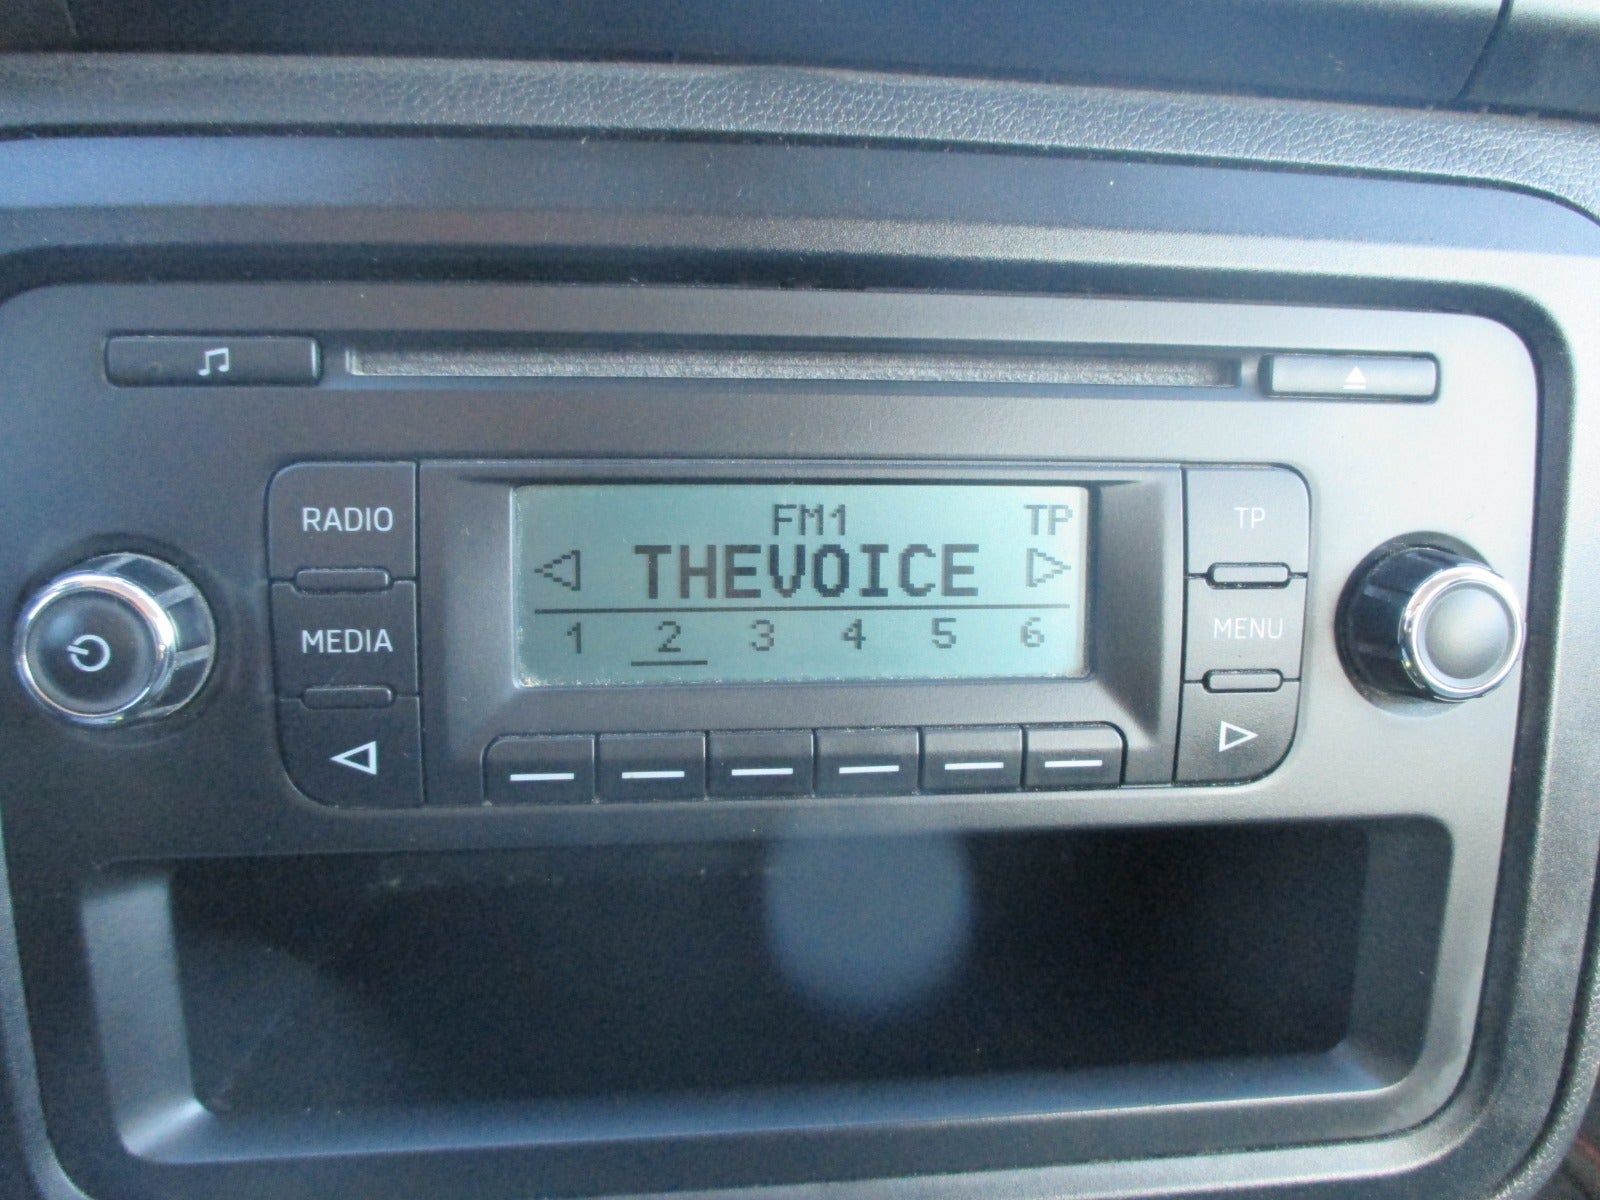 RADIO
FM1 TP
TP
THEVOICE
MEDIA
1 2 3 4 5 6
MENU